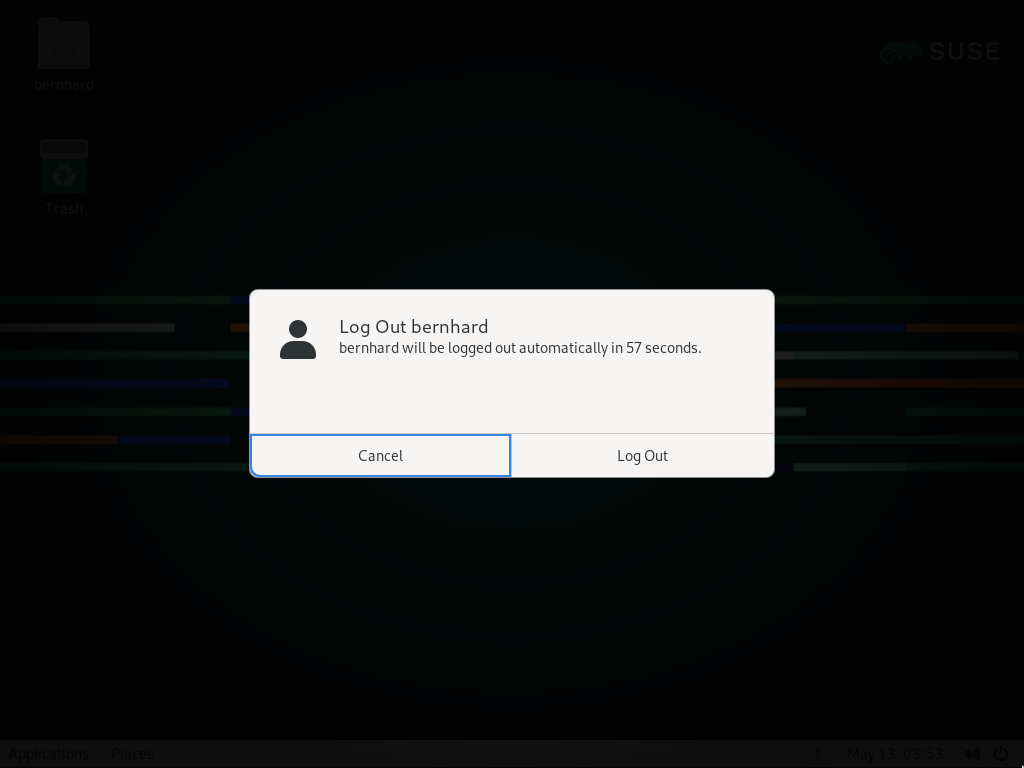 bernhard
SUSE
Trash
Log Out bernhard
bernhard will be logged out automatically in 57 seconds.
Cancel
Log Out
Applications
Places
1
May 13 03:53